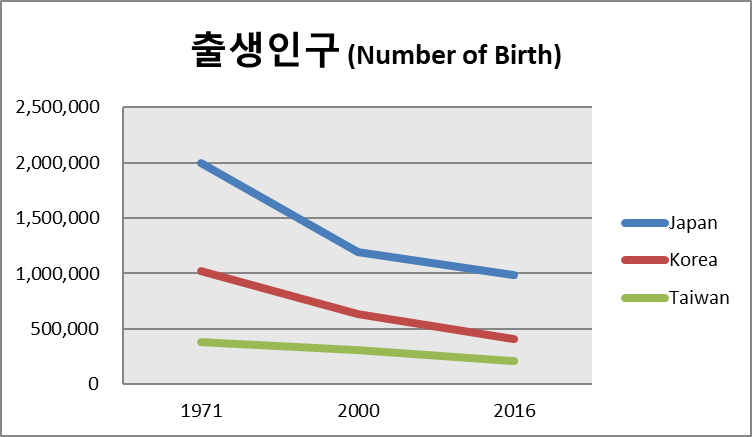 출생인구 (Number of Birth)
2,500,000
2,000,000
1,500,000
1,000,000
500,000
0
1971 2000 2016
Japan
Korea
Taiwan